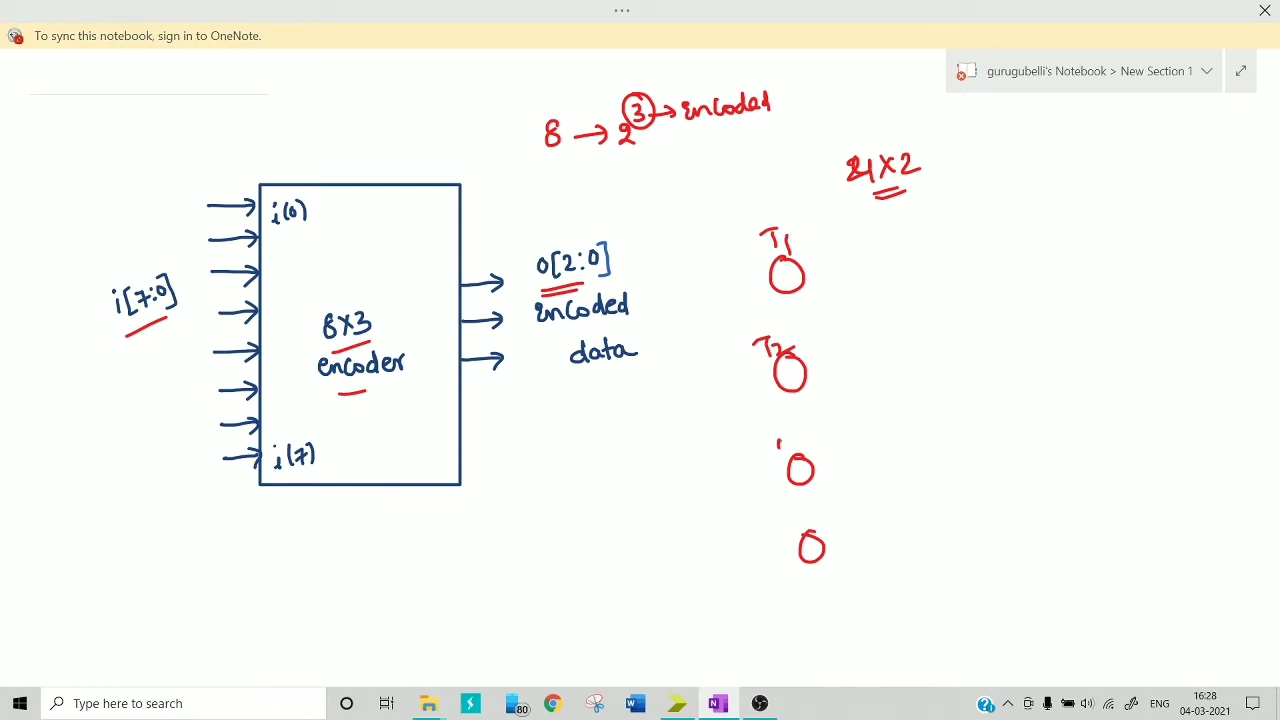 To sync this notebook, sign in to OneNote.
gurugubelli's Notebook > New Section 1
8 → 2³ → encoded
4X2
i(0)
T1
i[7:0]
o[2:0]
encoded
data
8X3
encoder
T2
i(7)
80
Type here to search
ENG
16:28
04-03-2021